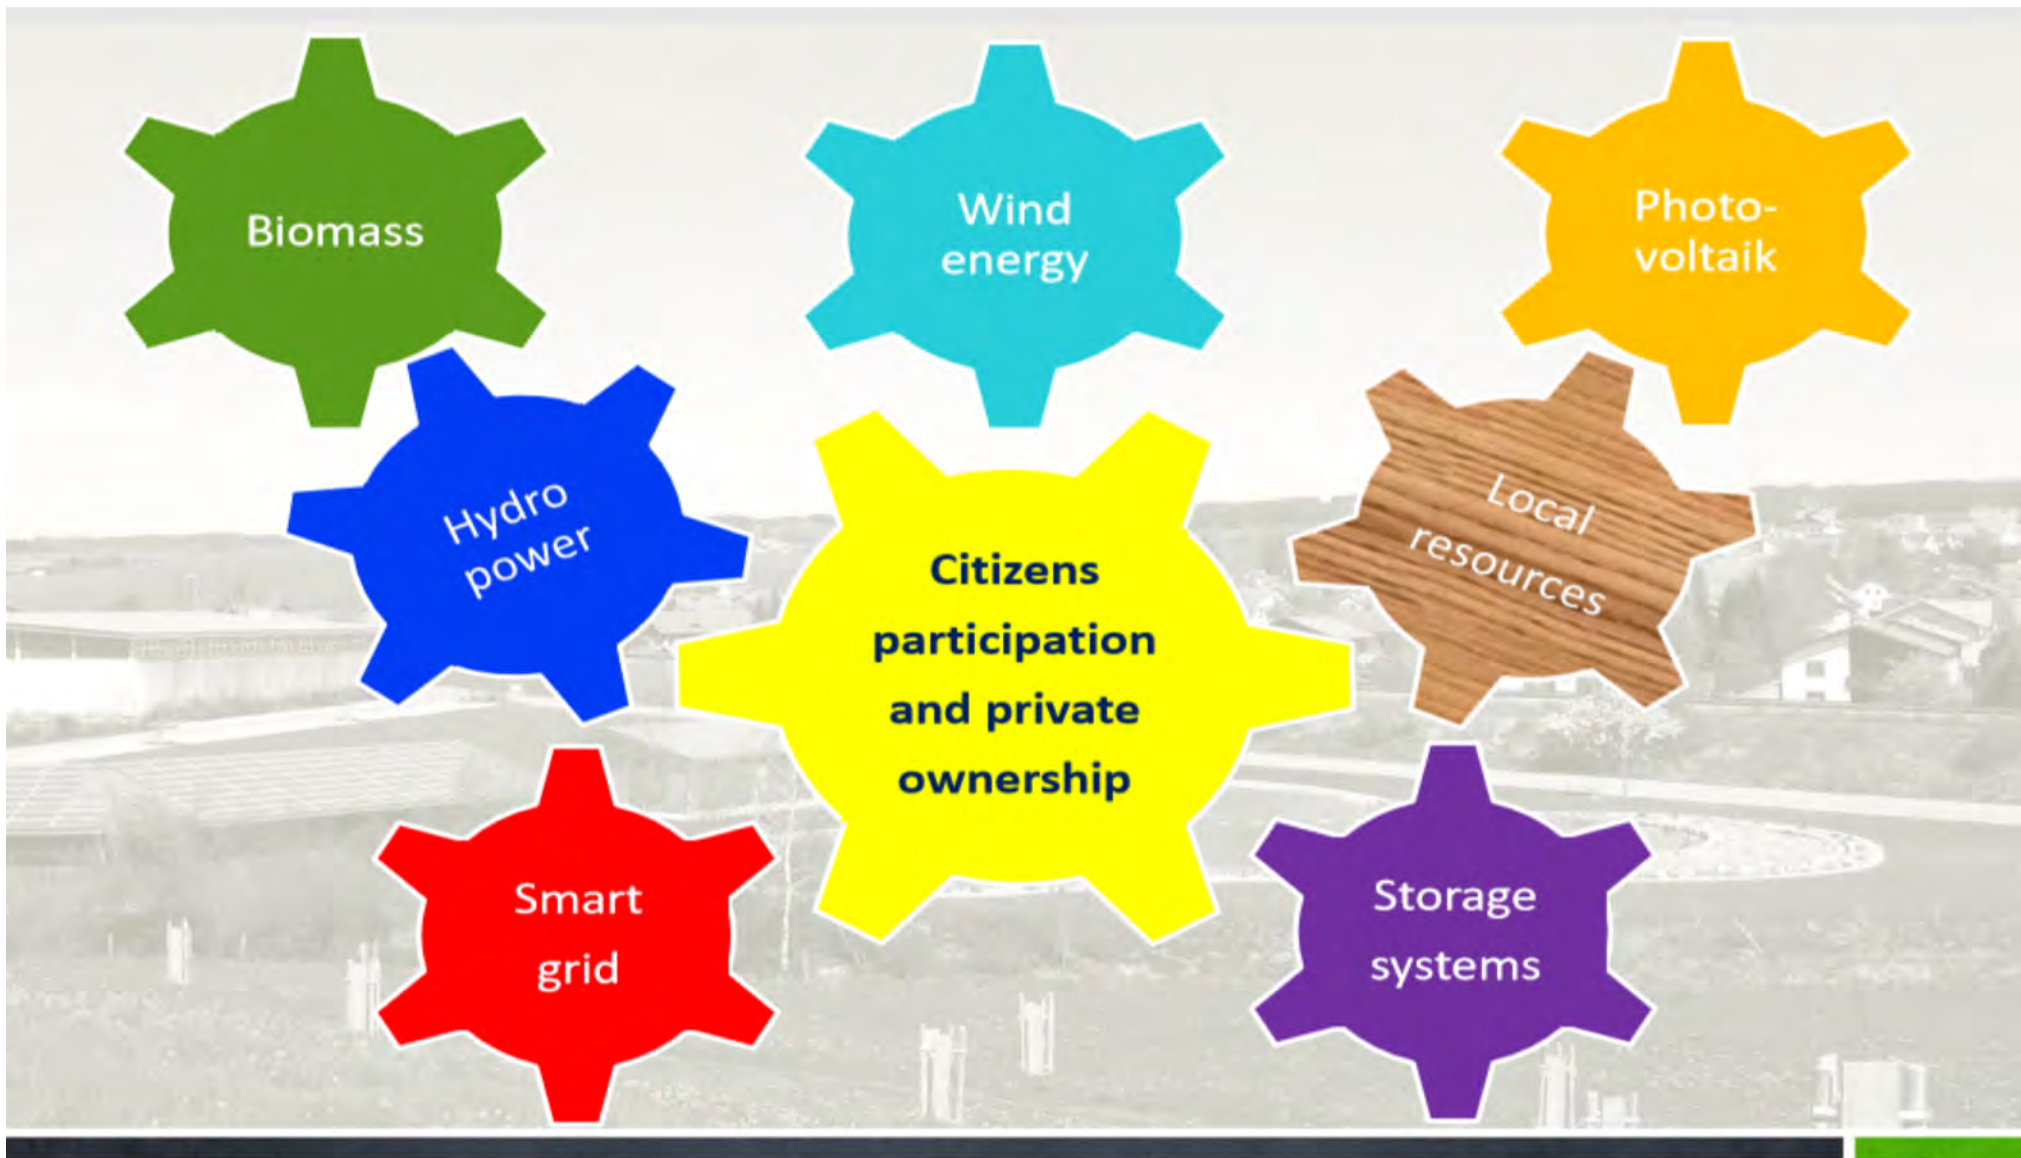 Biomass
Wind
energy
Photo-
voltaik
Hydro
power
Local
resources
Citizens
participation
and private
ownership
Smart
grid
Storage
systems